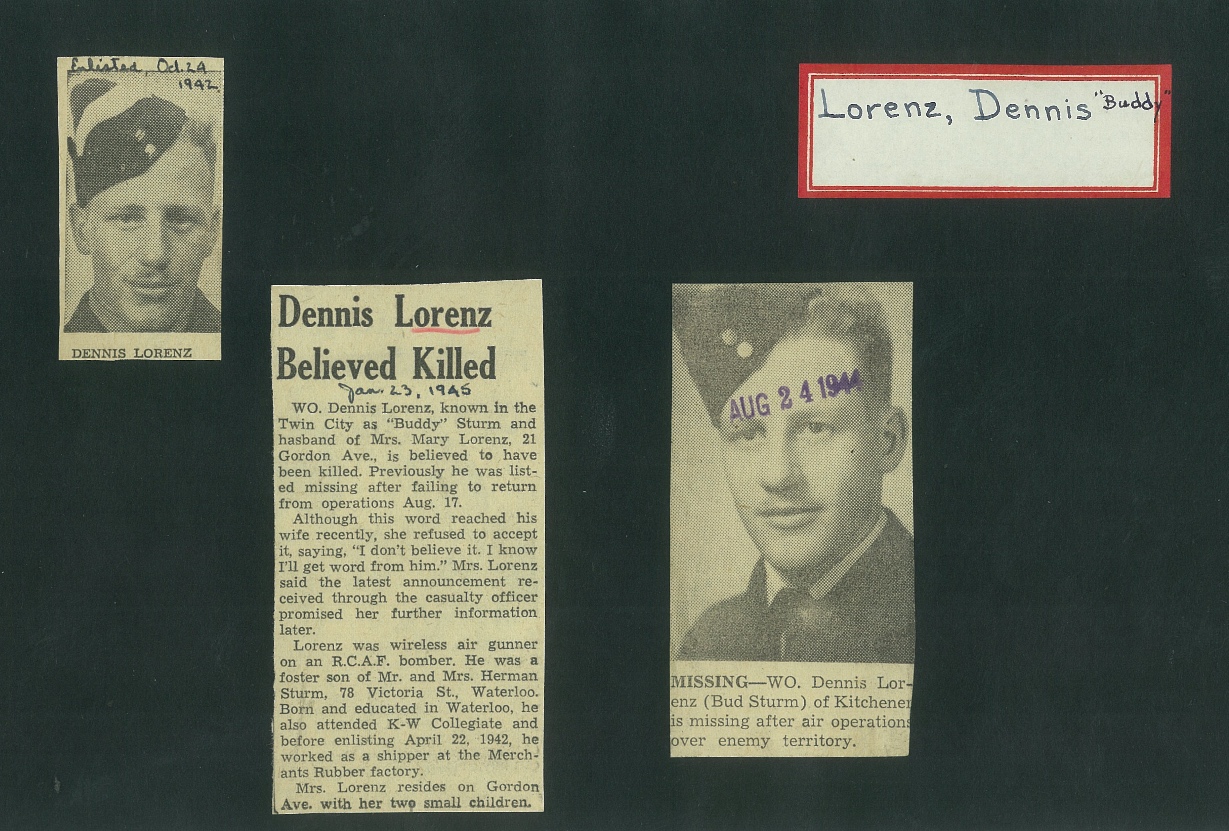 Enlisted, Oct. 24
1942
DENNIS LORENZ
Lorenz, Dennis "Buddy"
Dennis Lorenz
Believed Killed
Jan. 23, 1945
WO. Dennis Lorenz, known in the
Twin City as "Buddy" Sturm and
hasband of Mrs. Mary Lorenz, 21
Gordon Ave., is believed to have
been killed. Previously he was list-
ed missing after failing to return
from operations Aug. 17.
Although this word reached his
wife recently, she refused to accept
it, saying, "I don't believe it. I know
I'll get word from him." Mrs. Lorenz
said the latest announcement re-
ceived through the casualty officer
promised her further information
later.
Lorenz was wireless air gunner
on an R.C.A.F. bomber. He was a
foster son of Mr. and Mrs. Herman
Sturm, 78 Victoria St., Waterloo.
Born and educated in Waterloo, he
also attended K-W Collegiate and
before enlisting April 22, 1942, he
worked as a shipper at the Merch-
ants Rubber factory.
Mrs. Lorenz resides on Gordon
Ave. with her two small children.
AUG 24 1944
MISSING—WO. Dennis Lor-
enz (Bud Sturm) of Kitchener
is missing after air operations
over enemy territory.